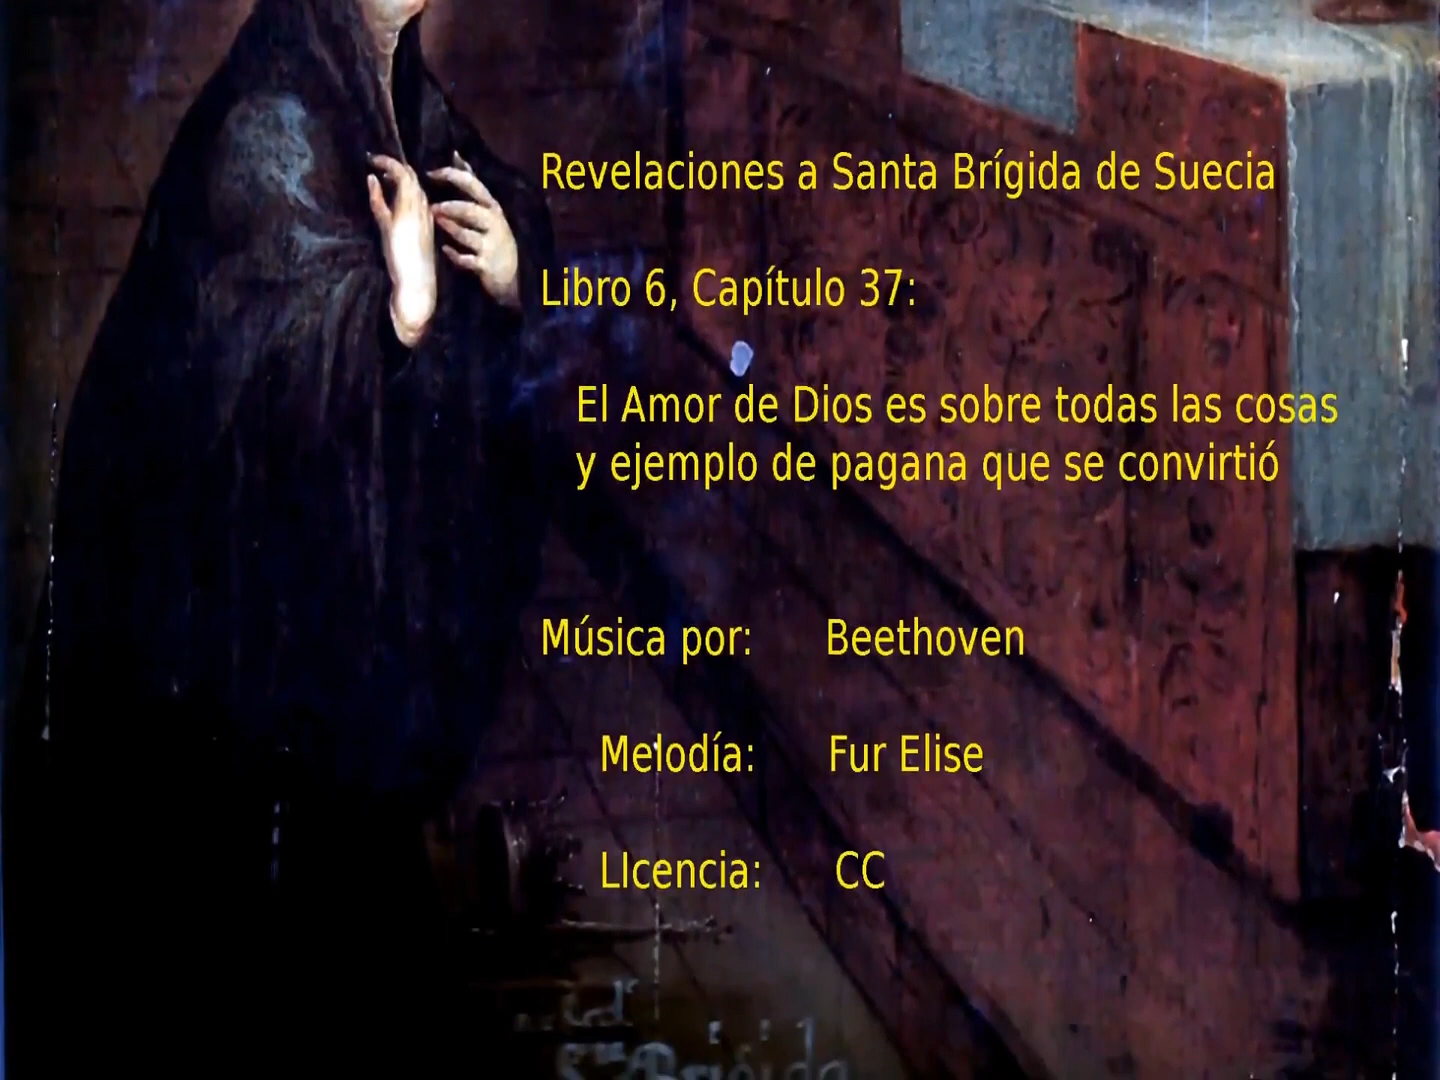 Revelaciones a Santa Brígida de Suecia
Libro 6, Capítulo 37:
El Amor de Dios es sobre todas las cosas
y ejemplo de pagana que se convirtió
Música por: Beethoven
Melodía: Fur Elise
LIcencia: CC
Brigida